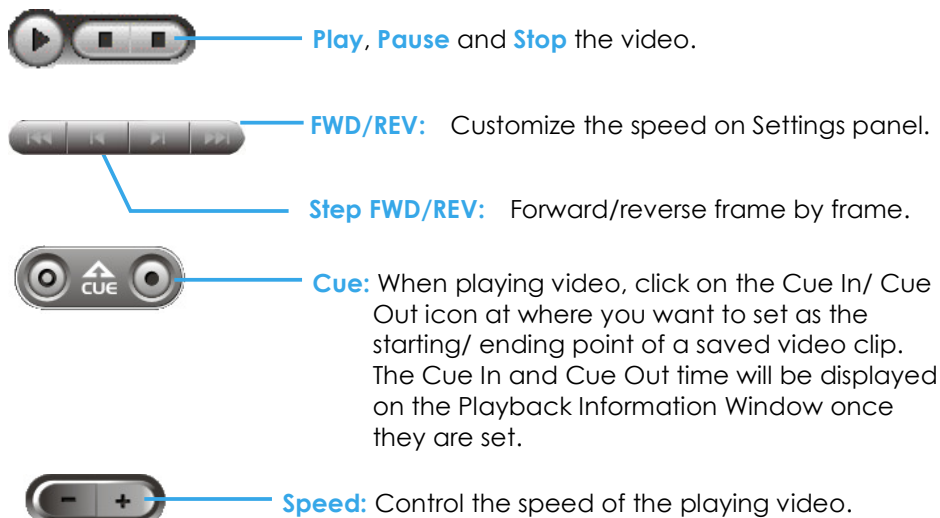 Play, Pause and Stop the video.
FWD/REV: Customize the speed on Settings panel.
Step FWD/REV: Forward/reverse frame by frame.
CUE
Cue: When playing video, click on the Cue In/ Cue
Out icon at where you want to set as the
starting/ ending point of a saved video clip.
The Cue In and Cue Out time will be displayed
on the Playback Information Window once
they are set.
- +
Speed: Control the speed of the playing video.